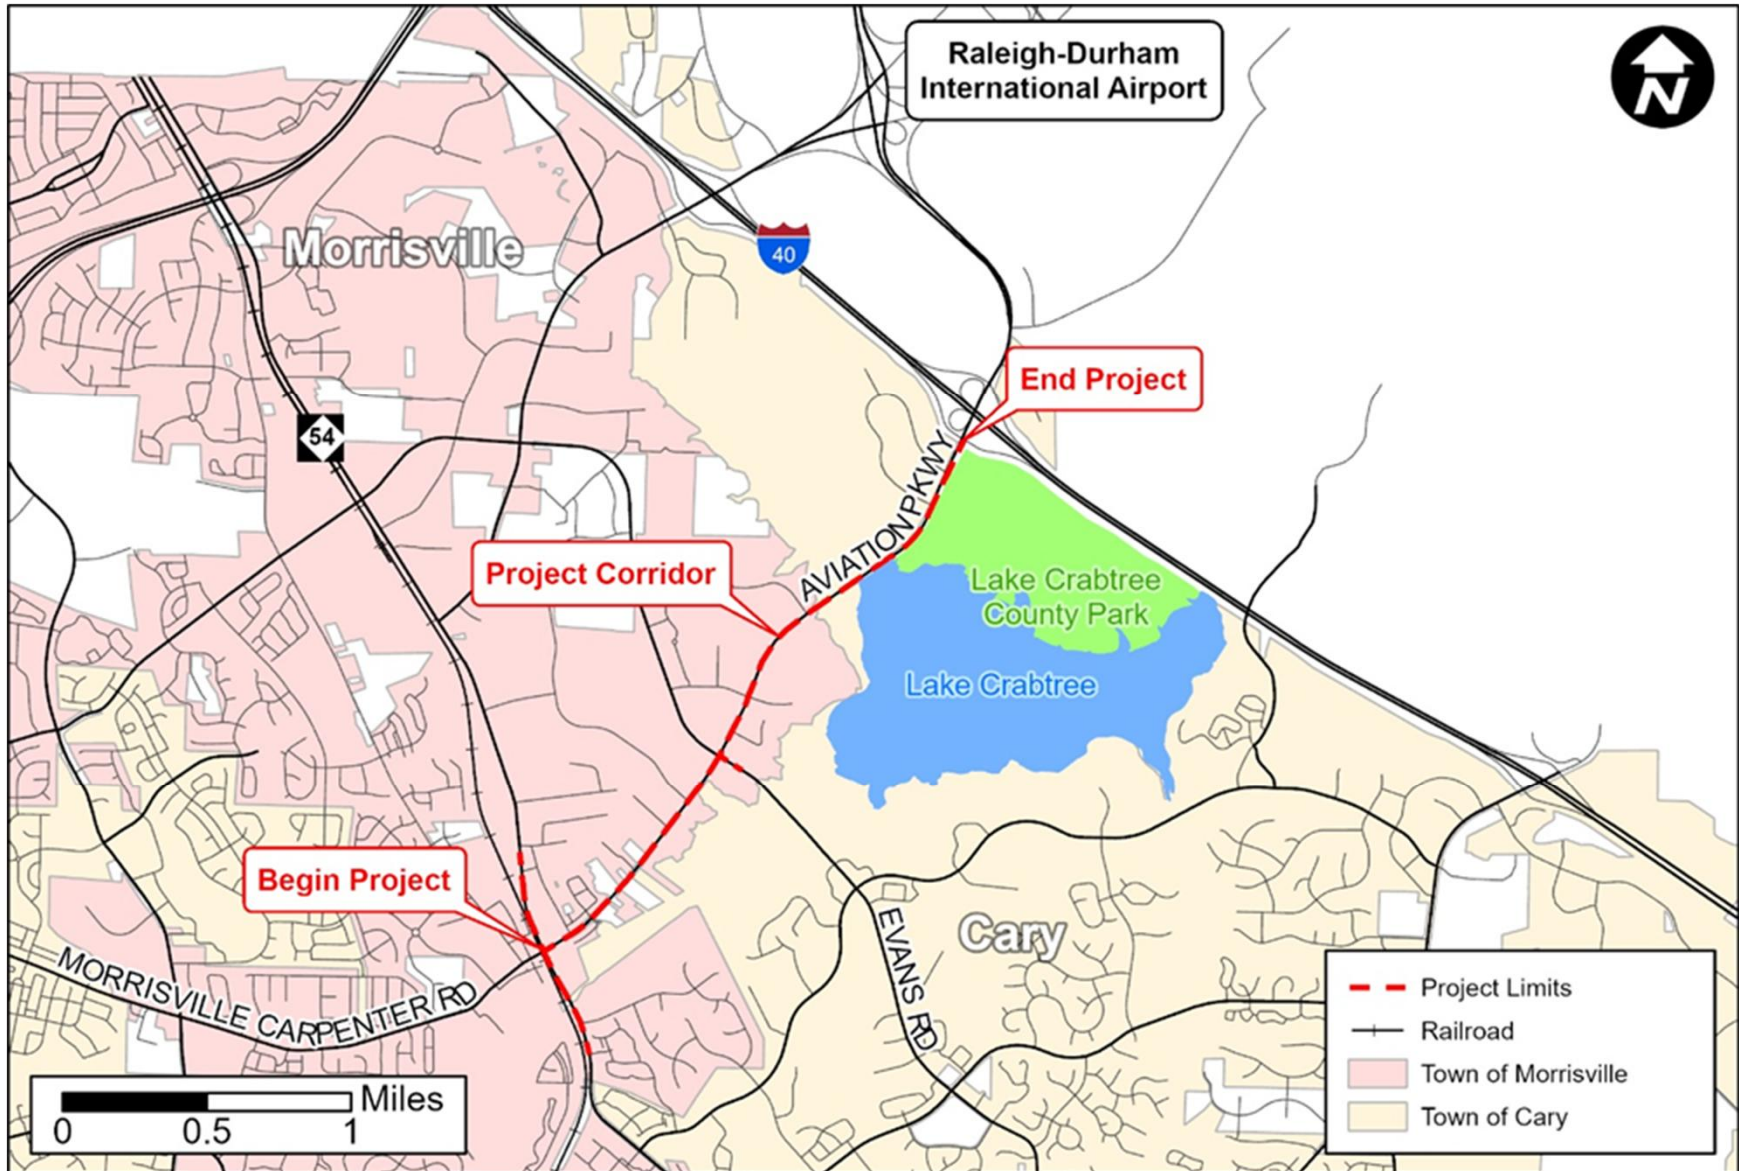 Raleigh-Durham
International Airport
N
Morrisville
40
End Project
54
AVIATION PKWY
Project Corridor
Lake Crabtree
County Park
Lake Crabtree
Begin Project
EVANS RD
Cary
MORRISVILLE CARPENTER RD
Project Limits
Railroad
Town of Morrisville
Town of Cary
Miles
0 0.5 1